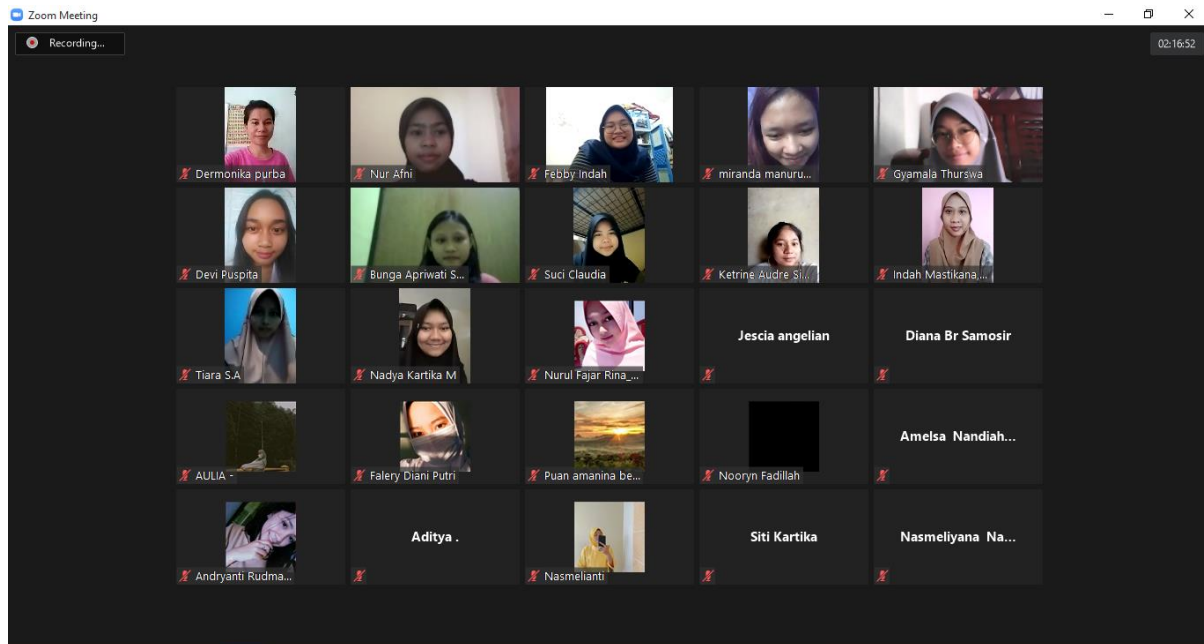 Zoom Meeting
Recording...
02:16:52
Dermonika purba
Nur Afni
Febby Indah
miranda manuru...
Gyamala Thurswa
Devi Puspita
Bunga Apriwati S...
Suci Claudia
Ketrine Audre Si...
Indah Mastikana,...
Tiara S.A
Nadya Kartika M
Nurul Fajar Rina_...
Jescia angelian
Diana Br Samosir
AULIA -
Falery Diani Putri
Puan amanina be...
Nooryn Fadillah
Amelsa Nandiah...
Andryanti Rudma...
Aditya .
Nasmelianti
Siti Kartika
Nasmeliyana Na...